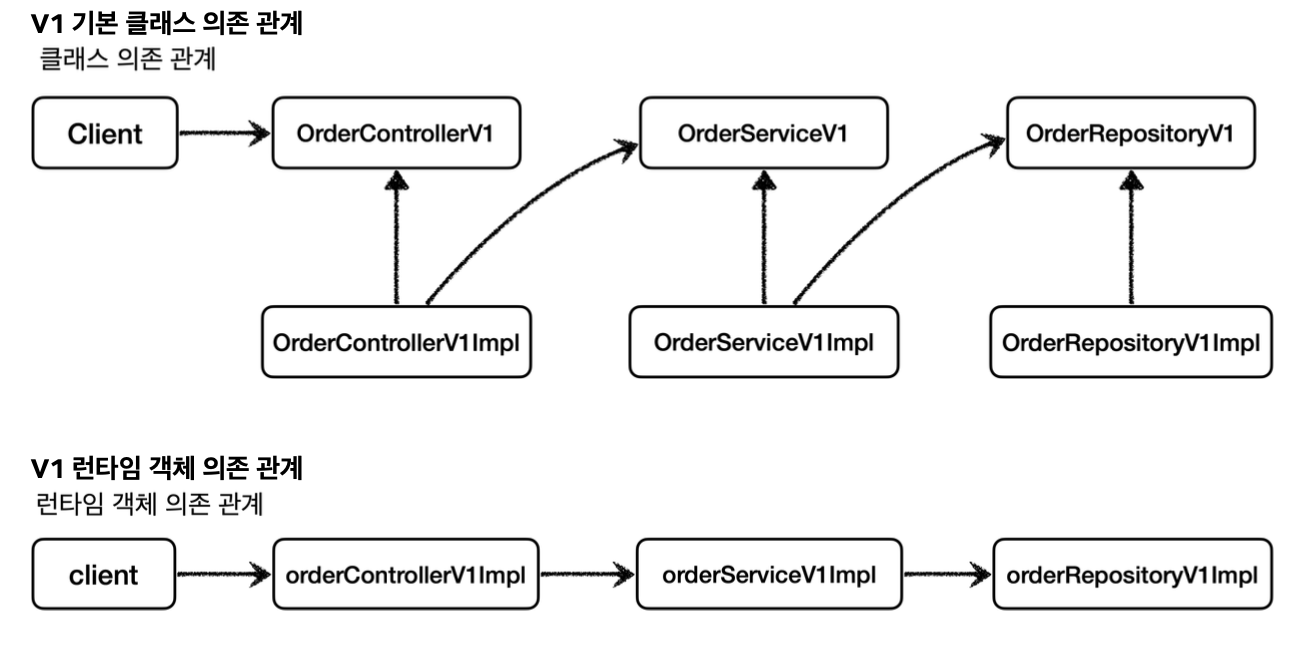 V1 기본 클래스 의존 관계
클래스 의존 관계
Client
OrderControllerV1
OrderServiceV1
OrderRepositoryV1
OrderControllerV1Impl
OrderServiceV1Impl
OrderRepositoryV1Impl
V1 런타임 객체 의존 관계
런타임 객체 의존 관계
client
orderControllerV1Impl
orderServiceV1Impl
orderRepositoryV1Impl